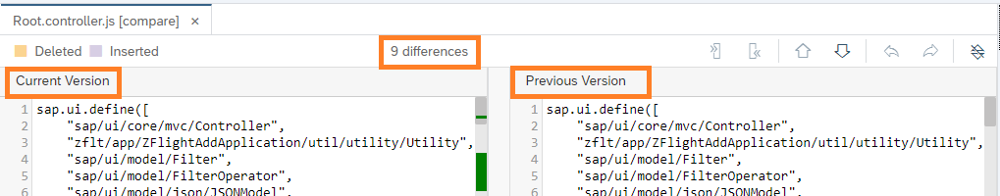 Root.controller.js [compare] ×
Deleted Inserted 9 differences
Current Version Previous Version
1 sap.ui.define([
2 "sap/ui/core/mvc/Controller",
3 "zflt/app/ZFlightAddApplication/util/utility/Utility",
4 "sap/ui/model/Filter",
5 "sap/ui/model/FilterOperator",
6 "sap/ui/model/json/JSONModel",
1 sap.ui.define([
2 "sap/ui/core/mvc/Controller",
3 "zflt/app/ZFlightAddApplication/util/utility/Utility",
4 "sap/ui/model/Filter",
5 "sap/ui/model/FilterOperator",
6 "sap/ui/model/json/JSONModel",